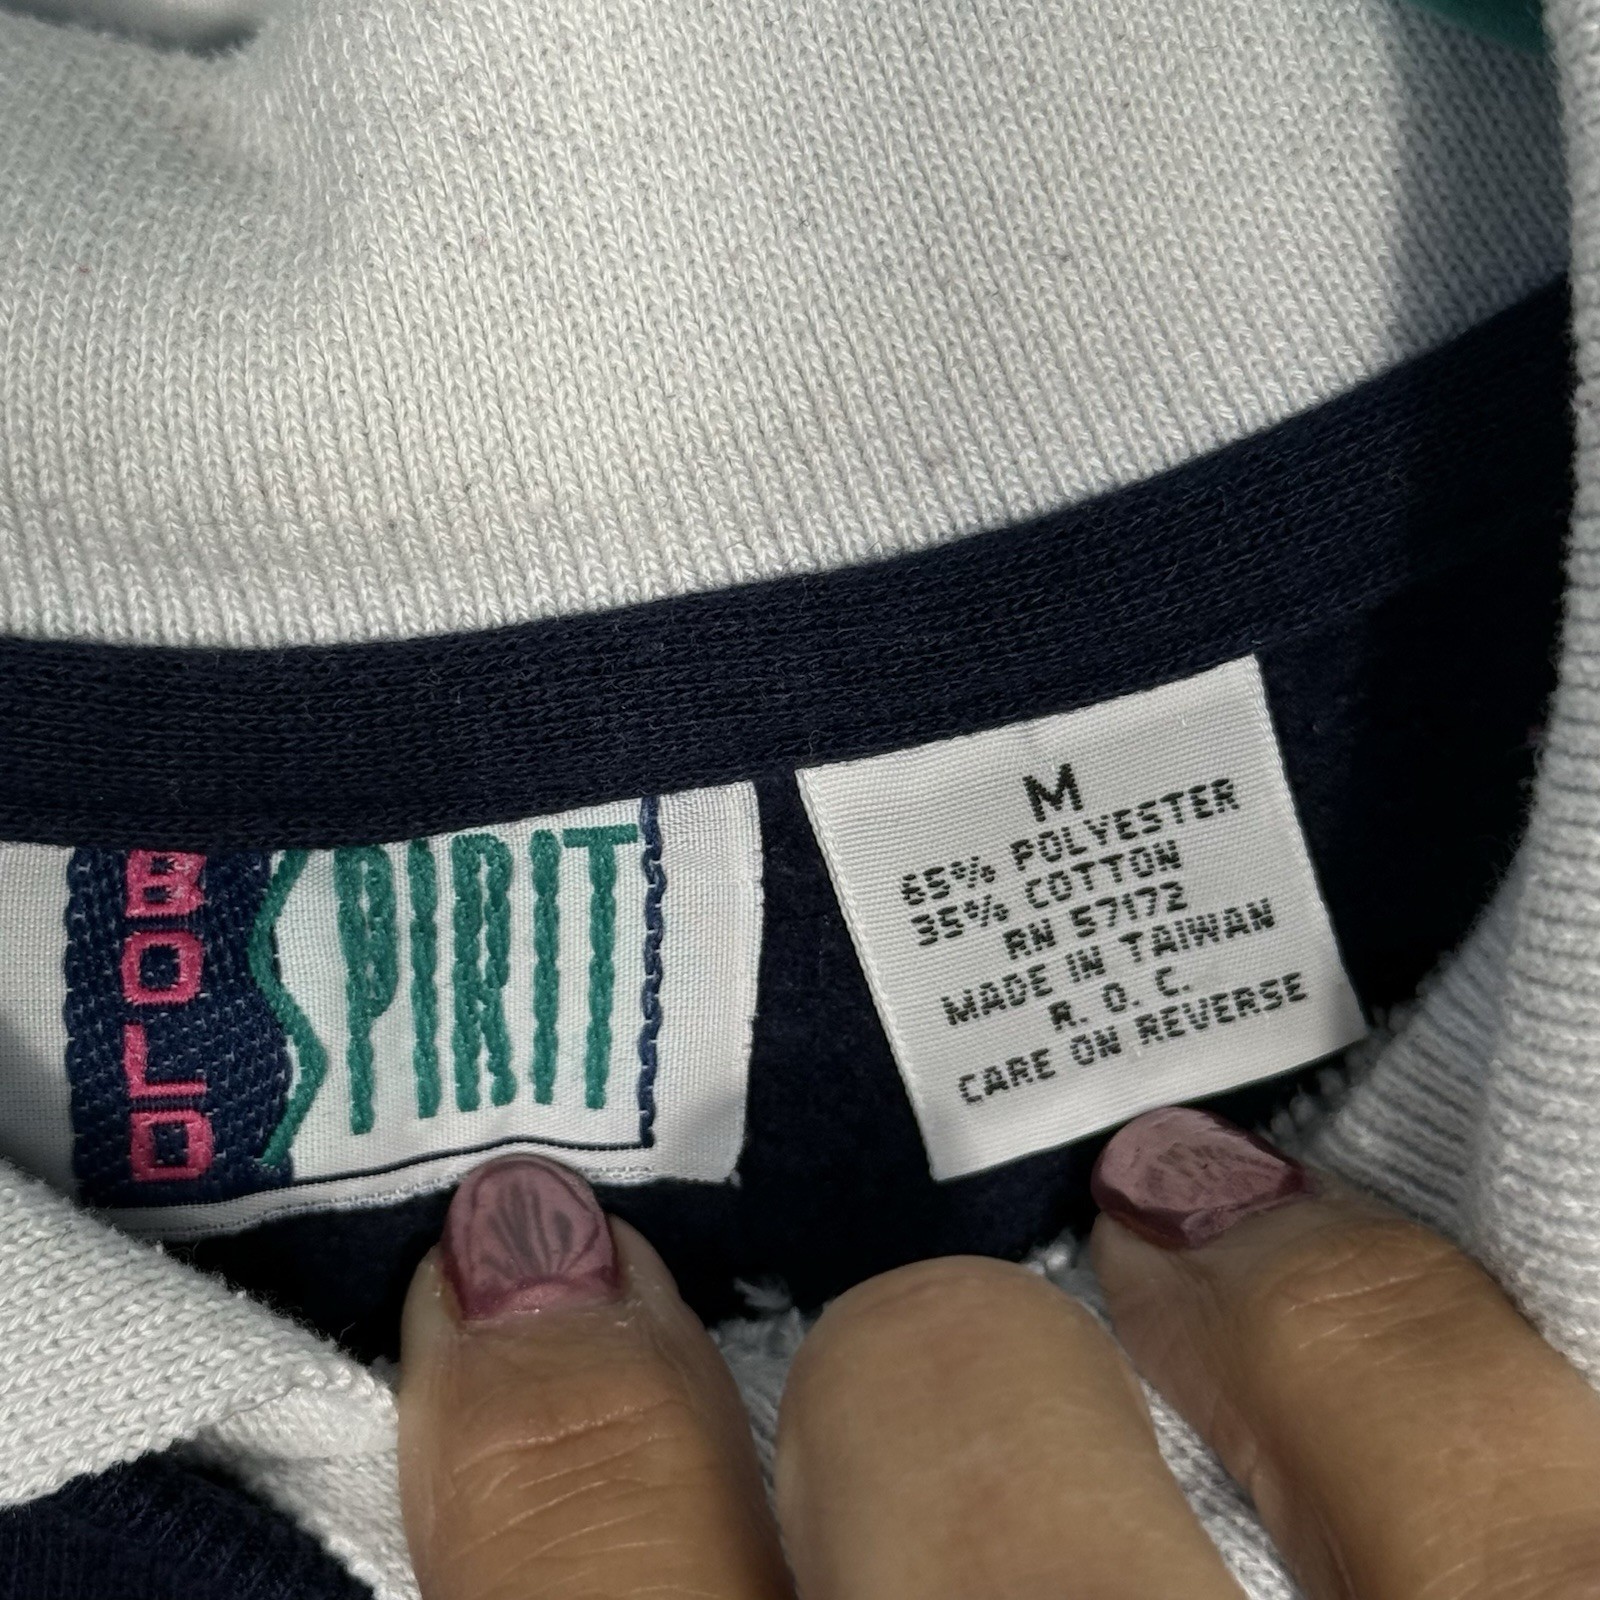 BOLD
SPIRIT
M
65% POLYESTER
35% COTTON
RN 57172
MADE IN TAIWAN
R. O. C.
CARE ON REVERSE